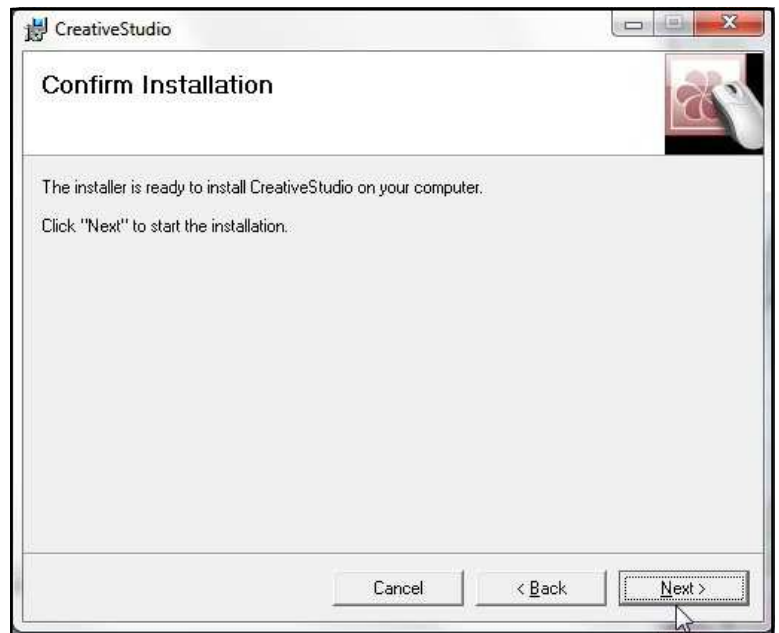 CreativeStudio
Confirm Installation
The installer is ready to install CreativeStudio on your computer.
Click "Next" to start the installation.
Cancel
< Back
Next >